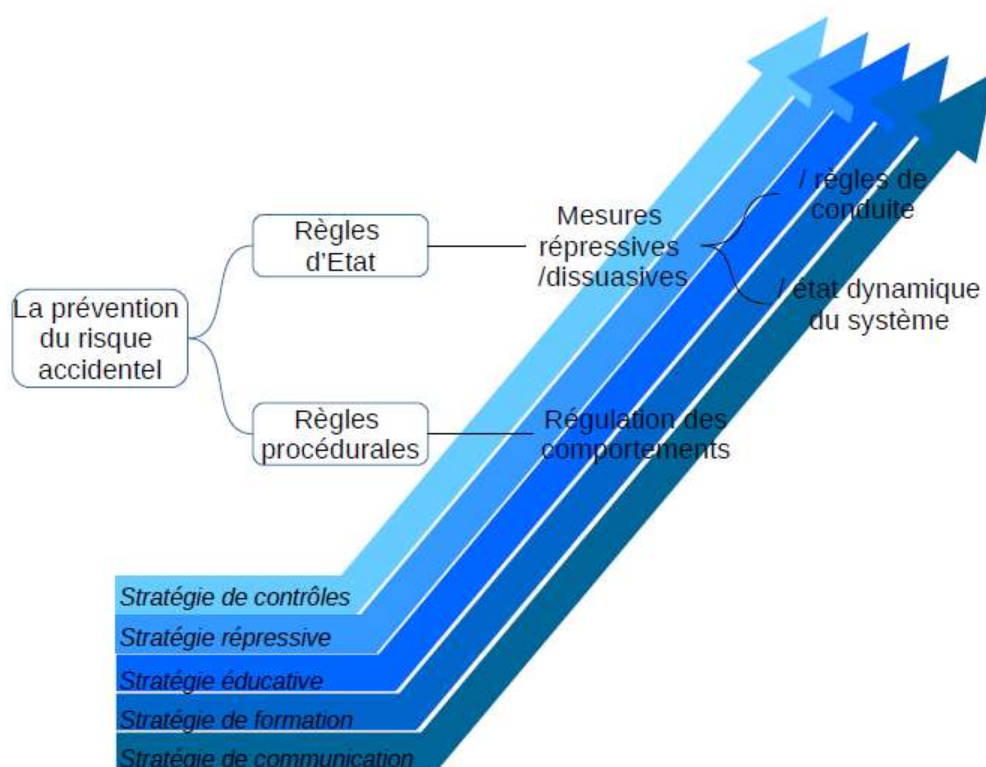 La prévention
du risque
accidentel
Règles
d’Etat
Mesures
répressives
/dissuasives
/ règles de
conduite
/ état dynamique
du système
Règles
procédurales
Régulation des
comportements
Stratégie de contrôles
Stratégie répressive
Stratégie éducative
Stratégie de formation
Stratégie de communication